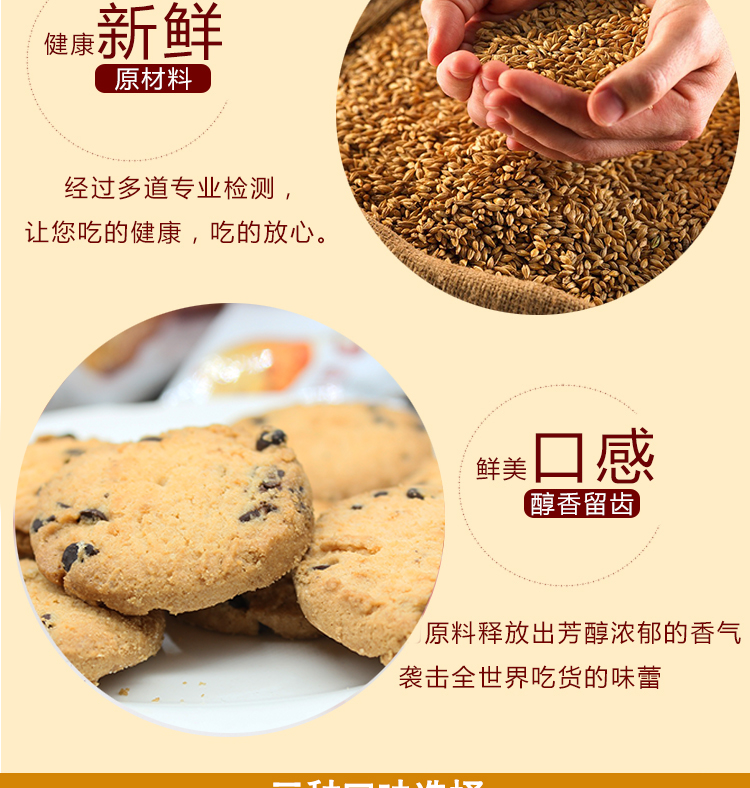 健康新鲜
原材料
经过多道专业检测，
让您吃的健康，吃的放心。
鲜美口感
醇香留齿
原料释放出芳醇浓郁的香气
袭击全世界吃货的味蕾